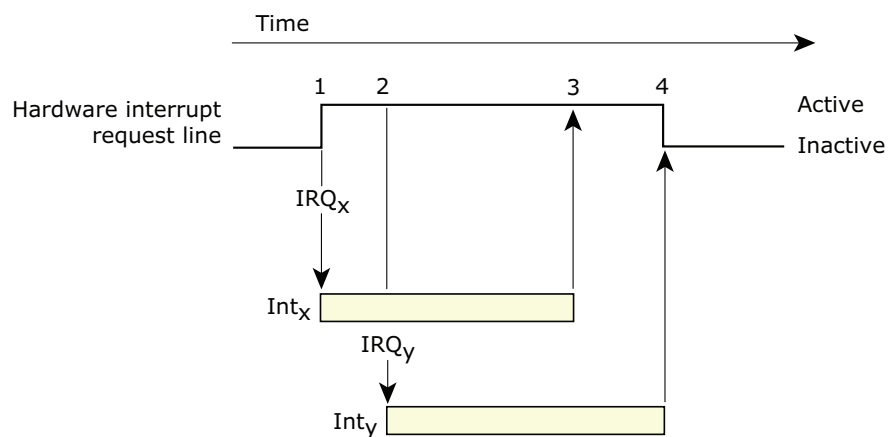 Time
1 2 3 4
Hardware interrupt
request line
Active
Inactive
IRQx
Intx
IRQy
Inty